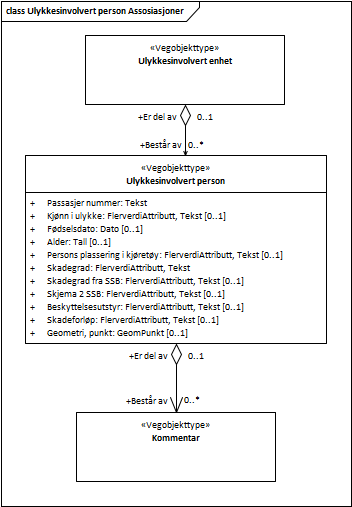 class Ulykkesinvolvert person Assosiasjoner
«Vegobjekttype»
Ulykkesinvolvert enhet
+Er del av 0..1
+Består av 0..*
«Vegobjekttype»
Ulykkesinvolvert person
+ Passasjer nummer: Tekst
+ Kjønn i ulykke: FlerverdiAttributt, Tekst [0..1]
+ Fødselsdato: Dato [0..1]
+ Alder: Tall [0..1]
+ Persons plassering i kjøretøy: FlerverdiAttributt, Tekst [0..1]
+ Skadegrad: FlerverdiAttributt, Tekst
+ Skadegrad fra SSB: FlerverdiAttributt, Tekst [0..1]
+ Skjema 2 SSB: FlerverdiAttributt, Tekst [0..1]
+ Beskyttelsesutstyr: FlerverdiAttributt, Tekst [0..1]
+ Skadeforløp: FlerverdiAttributt, Tekst [0..1]
+ Geometri, punkt: GeomPunkt [0..1]
+Er del av 0..1
+Består av 0..*
«Vegobjekttype»
Kommentar